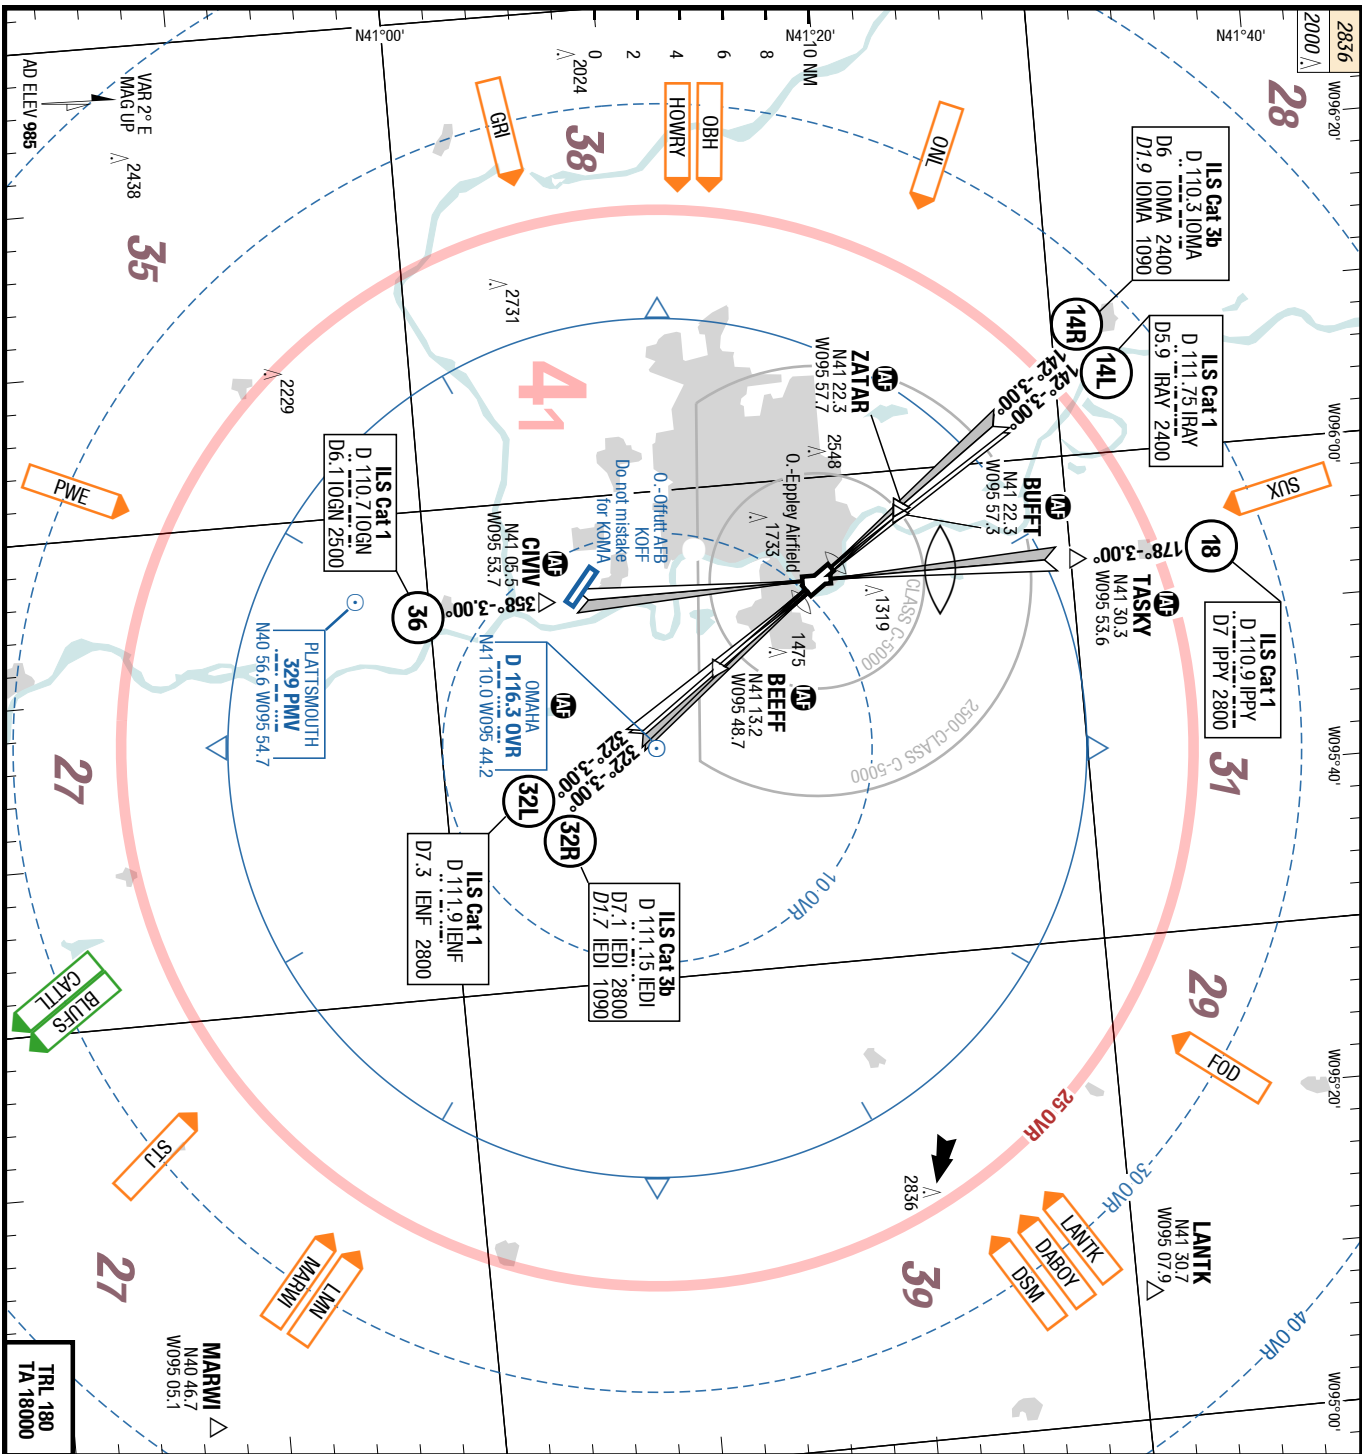 2836
2000
N41°00'
N41°20'
N41°40'
W096°20'
W096°00'
W095°40'
W095°20'
W095°00'
0
2
4
6
8
10 NM
VAR 2° E
MAG UP
AD ELEV 985
2024
2438
2731
2229
2548
1733
1319
1475
2836
28
38
35
41
31
29
39
27
27
GRI
HOWRY
OBH
ONL
SUX
PWE
FOD
LANTK
DABOY
DSM
LMN
MARWI
STJ
CATTL
BLUFS
ILS Cat 3b
D 110.3 IOMA
D6 IOMA 2400
D1.9 IOMA 1090
14R
142°-3.00°
ILS Cat 1
D 111.75 IRAY
D5.9 IRAY 2400
14L
142°-3.00°
ILS Cat 1
D 110.9 IPPY
D7 IPPY 2800
18
178°-3.00°
ILS Cat 1
D 110.7 IOGN
D6.1 IOGN 2500
36
358°-3.00°
ILS Cat 1
D 111.9 IENF
D7.3 IENF 2800
32L
322°-3.00°
ILS Cat 3b
D 111.15 IEDI
D7.1 IEDI 2800
D1.7 IEDI 1090
32R
322°-3.00°
IAF
ZATAR
N41 22.3
W095 57.7
IAF
BUFFT
N41 22.3
W095 57.3
IAF
TASKY
N41 30.3
W095 53.6
IAF
CIVIV
N41 05.5
W095 53.7
IAF
BEEFF
N41 13.2
W095 48.7
IAF
OMAHA
D 116.3 OVR
N41 10.0 W095 44.2
PLATTSMOUTH
329 PMV
N40 56.6 W095 54.7
O.-Eppley Airfield
O.-Offutt AFB
KOFF
Do not mistake
for KOMA
CLASS C-5000
2500-CLASS C-5000
10 OVR
25 OVR
30 OVR
40 OVR
LANTK
N41 30.7
W095 07.9
MARWI
N40 46.7
W095 05.1
TRL 180
TA 18000